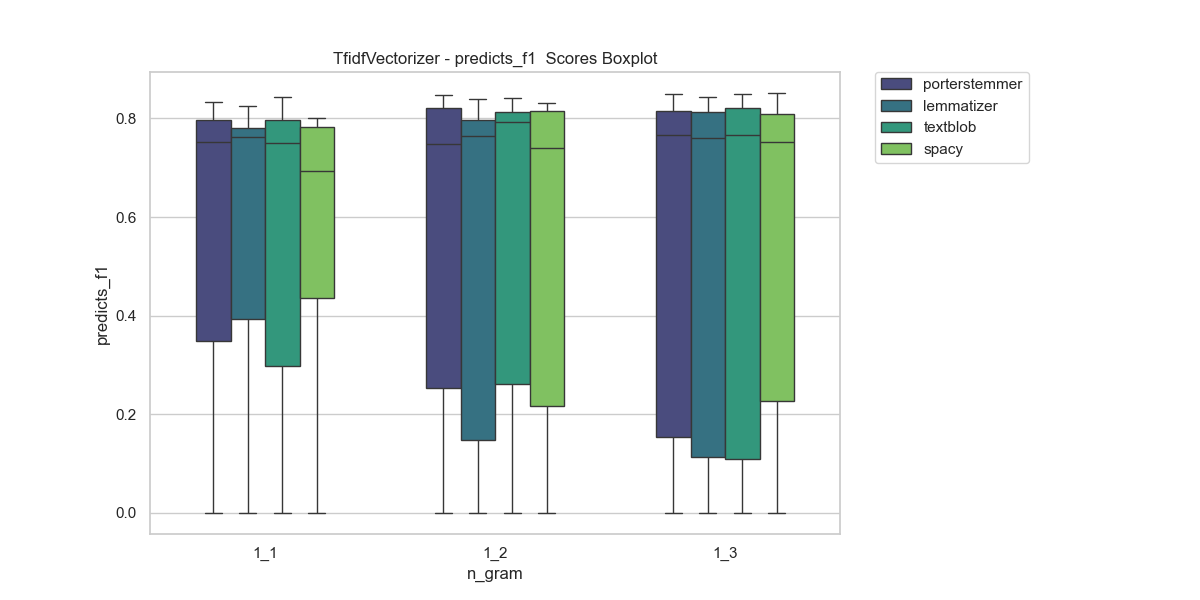 TfidfVectorizer - predicts_f1  Scores Boxplot
porterstemmer
lemmatizer
textblob
spacy
predicts_f1
0.8
0.6
0.4
0.2
0.0
1_1 1_2 1_3
n_gram